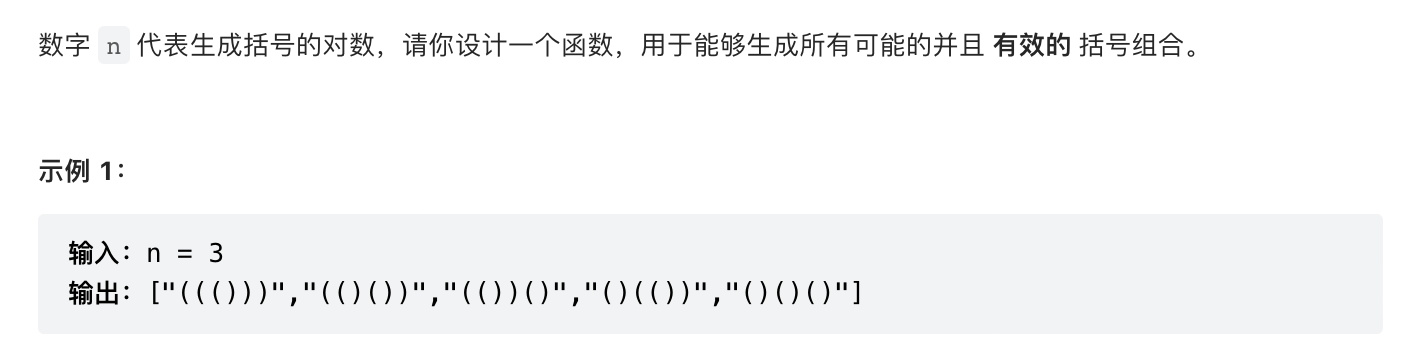 数字 n 代表生成括号的对数，请你设计一个函数，用于能够生成所有可能的并且 有效的 括号组合。
示例 1：
输入：n = 3
输出：["((()))","(()())","(())()","()(())","()()()"]